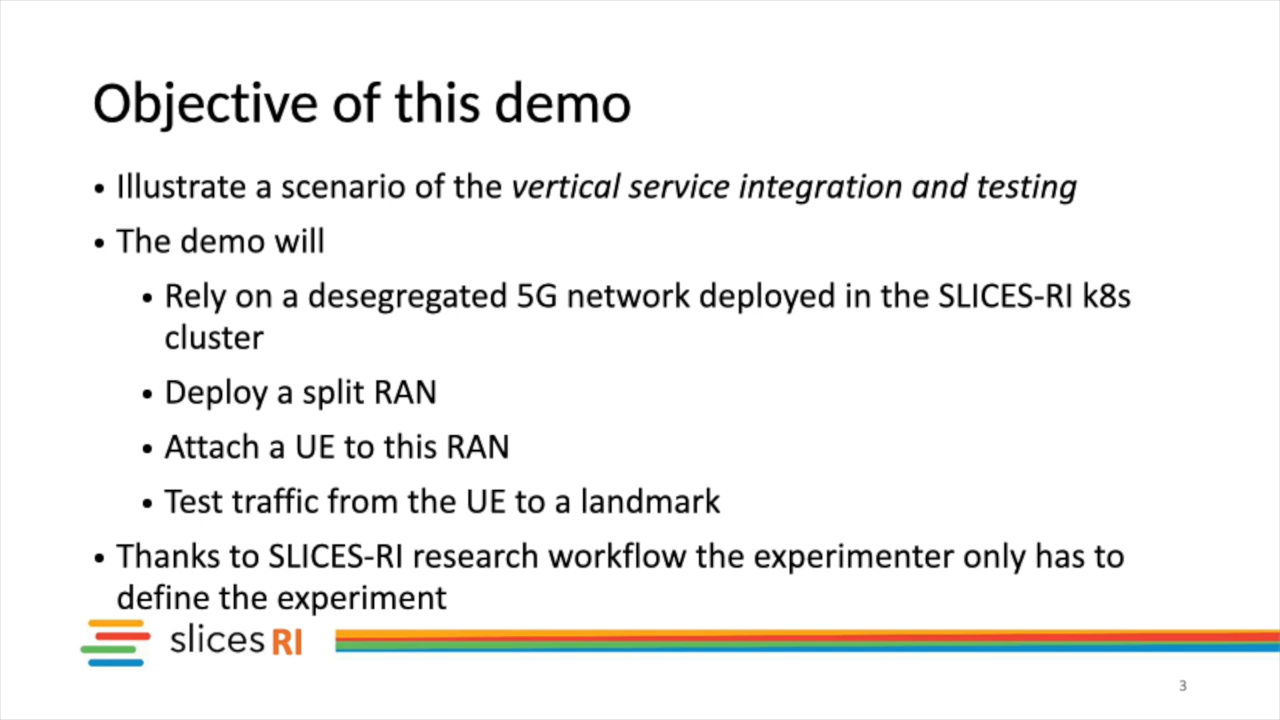 Objective of this demo
• Illustrate a scenario of the vertical service integration and testing
• The demo will
• Rely on a desegregated 5G network deployed in the SLICES-RI k8s
cluster
• Deploy a split RAN
• Attach a UE to this RAN
• Test traffic from the UE to a landmark
• Thanks to SLICES-RI research workflow the experimenter only has to
define the experiment
slices RI
3